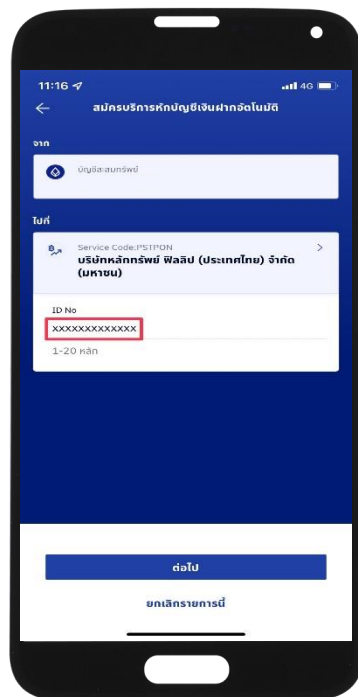 11:16
4G
สมัครบริการหักบัญชีเงินฝากอัตโนมัติ
จาก
บัญชีสะสมทรัพย์
ไปที่
Service Code:PSTPON
บริษัทหลักทรัพย์ ฟิลลิป (ประเทศไทย) จำกัด
(มหาชน)
ID No
xxxxxxxxxxxxx
1-20 หลัก
ต่อไป
ยกเลิกรายการนี้